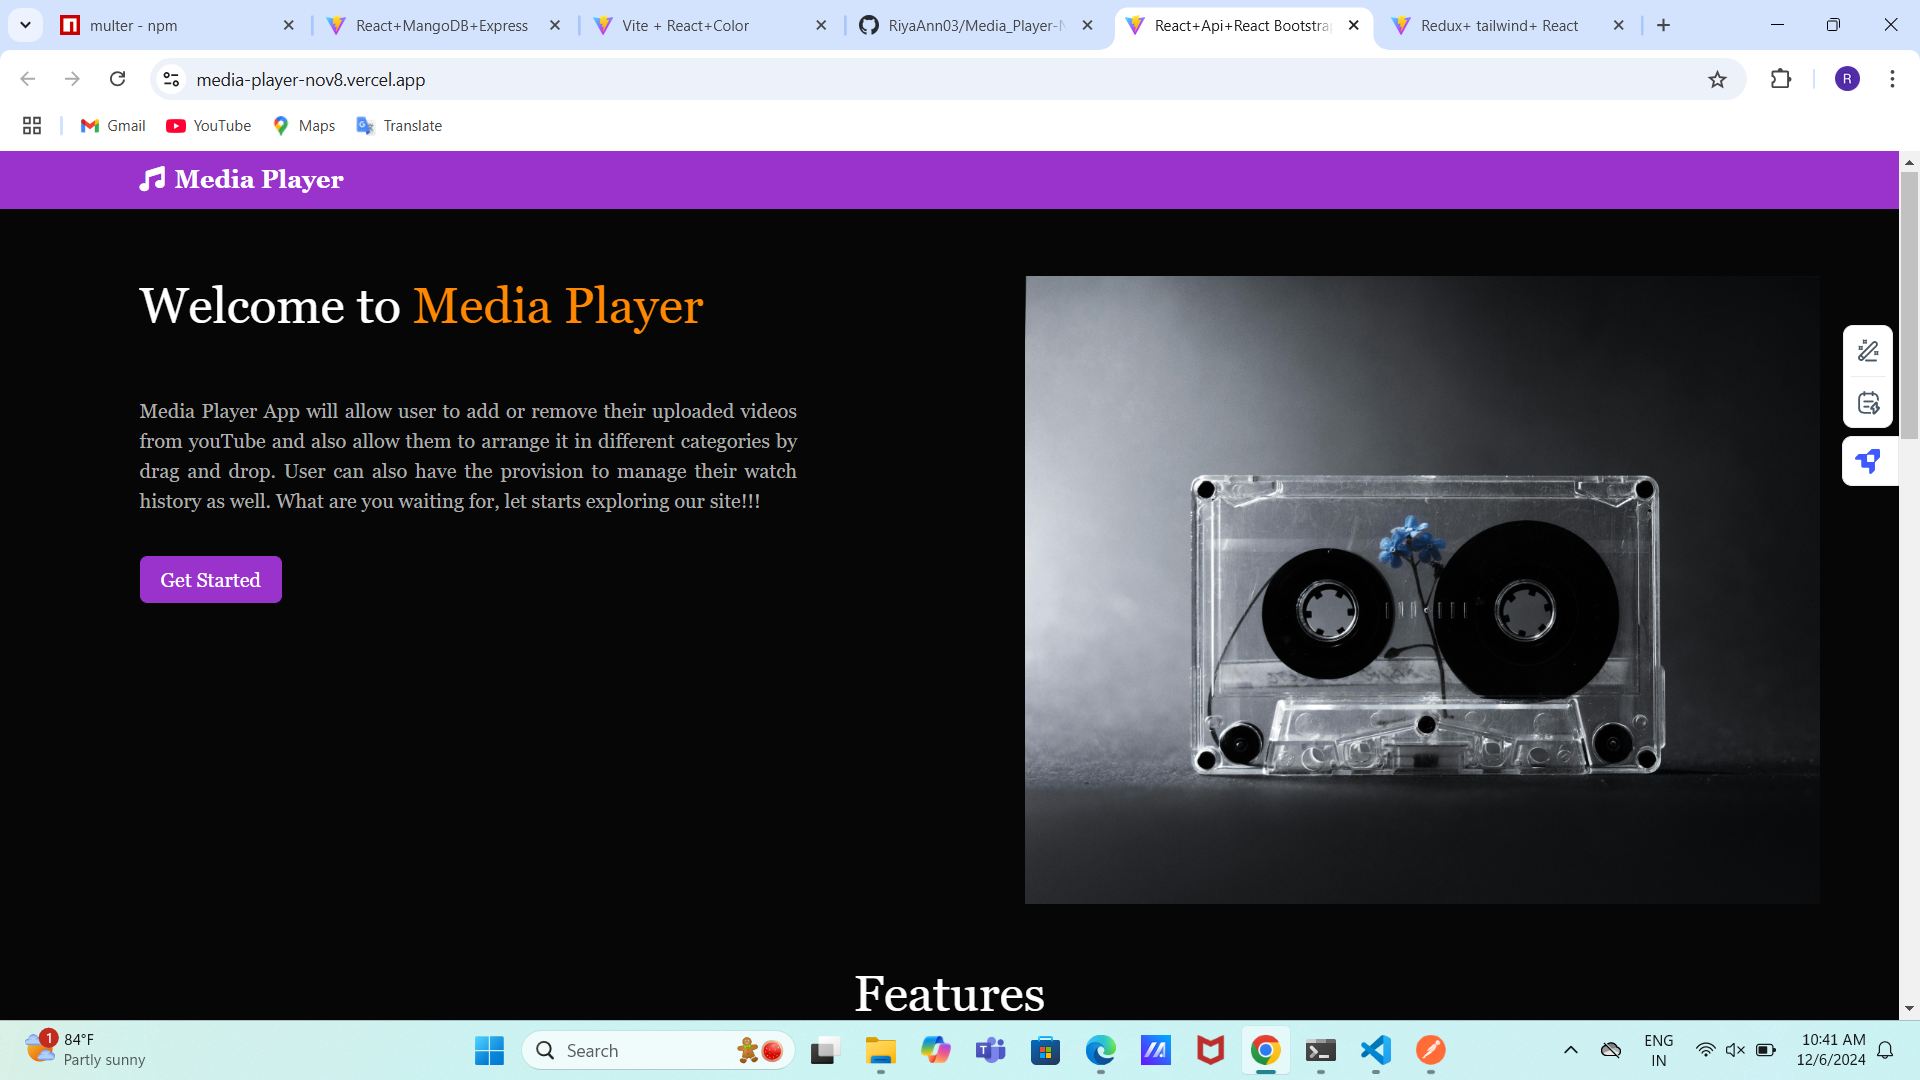 multer - npm
React+MangoDB+Express
Vite + React+Color
RiyaAnn03/Media_Player-N
React+Api+React Bootstrap
Redux+ tailwind+ React
media-player-nov8.vercel.app
R
Gmail
YouTube
Maps
Translate
Media Player
Welcome to Media Player
Media Player App will allow user to add or remove their uploaded videos
from youTube and also allow them to arrange it in different categories by
drag and drop. User can also have the provision to manage their watch
history as well. What are you waiting for, let starts exploring our site!!!
Get Started
Features
1
84°F
Partly sunny
Search
ENG
IN
10:41 AM
12/6/2024